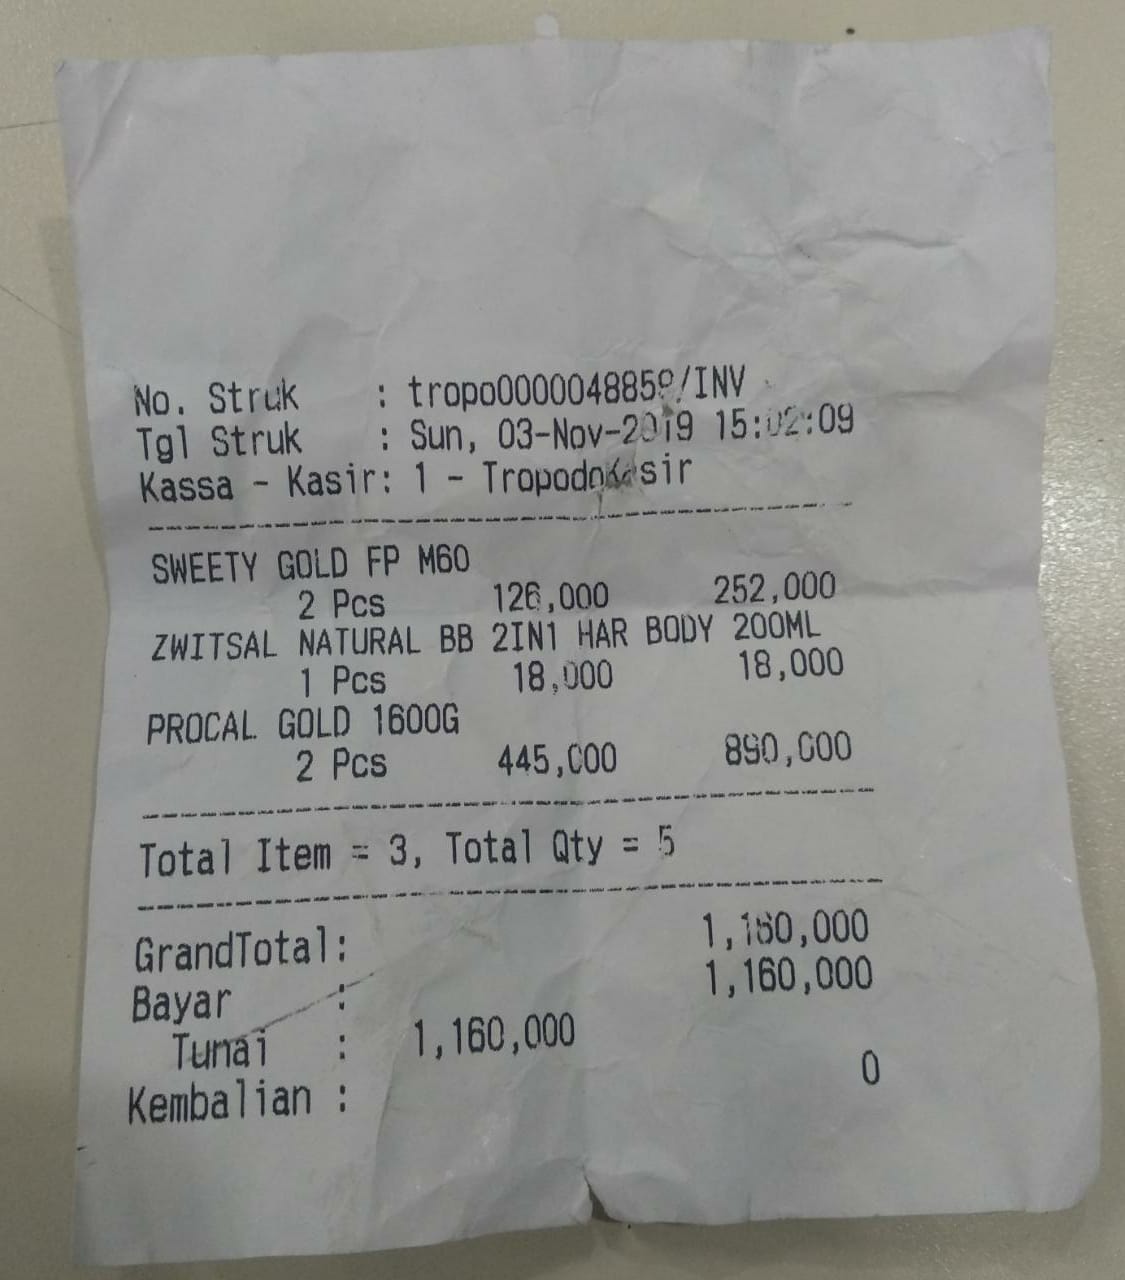 No. Struk : tropo0000048859/INV
Tgl Struk : Sun, 03-Nov-2019 15:02:09
Kassa - Kasir: 1 - TropodoKasir
SWEETY GOLD FP M60
2 Pcs 126,000 252,000
ZWITSAL NATURAL BB 2IN1 HAR BODY 200ML
1 Pcs 18,000 18,000
PROCAL GOLD 1600G
2 Pcs 445,000 890,000
Total Item = 3, Total Qty = 5
GrandTotal: 1,160,000
Bayar : 1,160,000
Tunai : 1,160,000
Kembalian : 0